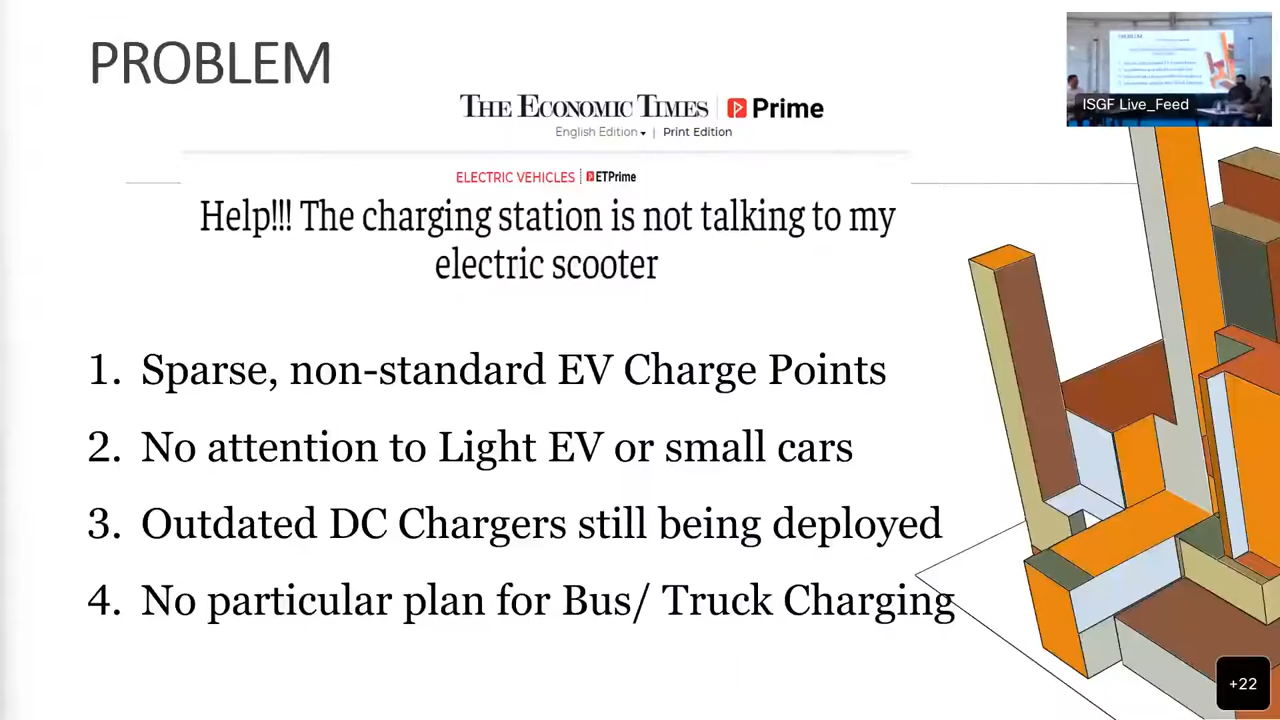 PROBLEM
THE ECONOMIC TIMES | Prime
English Edition | Print Edition
ELECTRIC VEHICLES ETPrime
Help!!! The charging station is not talking to my
electric scooter
1. Sparse, non-standard EV Charge Points
2. No attention to Light EV or small cars
3. Outdated DC Chargers still being deployed
4. No particular plan for Bus/ Truck Charging
ISGF Live_Feed
+22